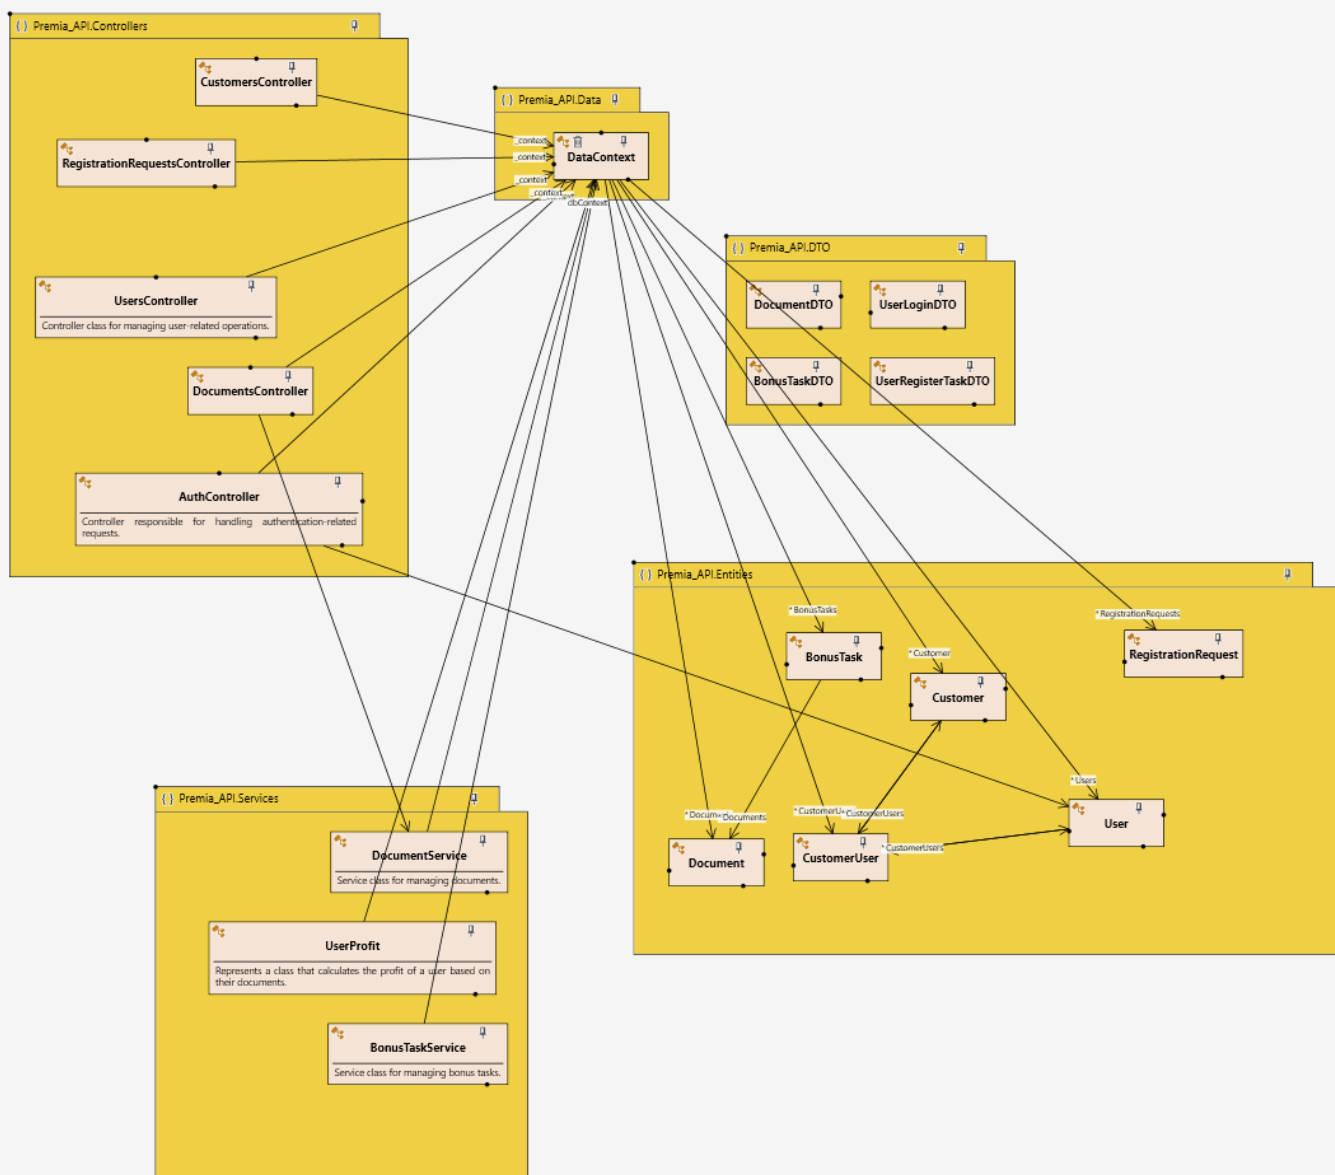 { } Premia_API.Controllers
CustomersController
RegistrationRequestsController
UsersController
Controller class for managing user-related operations.
DocumentsController
AuthController
Controller responsible for handling authentication-related
requests.
{ } Premia_API.Data
DataContext
_context
_context
_context
_context
dbContext
{ } Premia_API.DTO
DocumentDTO
UserLoginDTO
BonusTaskDTO
UserRegisterTaskDTO
{ } Premia_API.Entities
* BonusTasks
BonusTask
* RegistrationRequests
RegistrationRequest
* Customer
Customer
* Users
User
Documents
Document
CustomerUsers
CustomerUser
* CustomerUsers
{ } Premia_API.Services
DocumentService
Service class for managing documents.
UserProfit
Represents a class that calculates the profit of a user based on
their documents.
BonusTaskService
Service class for managing bonus tasks.